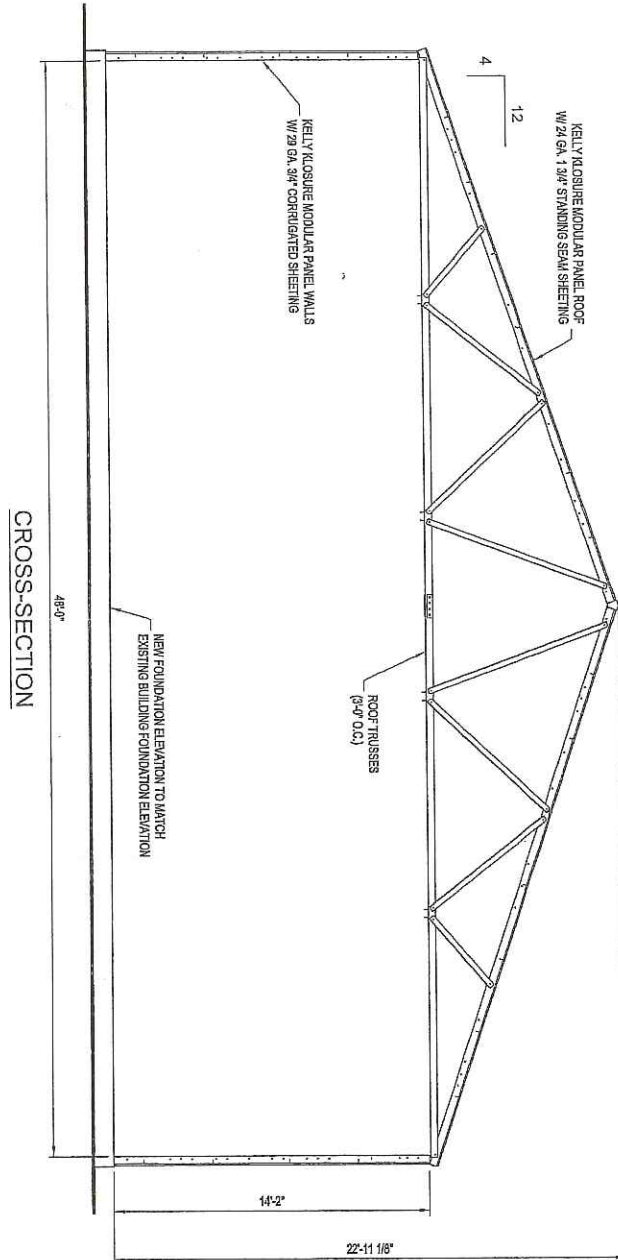 4
12
KELLY KLOSURE MODULAR PANEL ROOF
W/ 24 GA. 1 3/4" STANDING SEAM SHEETING
KELLY KLOSURE MODULAR PANEL WALLS
W/ 29 GA. 3/4" CORRUGATED SHEETING
ROOF TRUSSES
(3'-0" O.C.)
NEW FOUNDATION ELEVATION TO MATCH
EXISTING BUILDING FOUNDATION ELEVATION
48'-0"
14'-2"
22'-11 1/8"
CROSS-SECTION